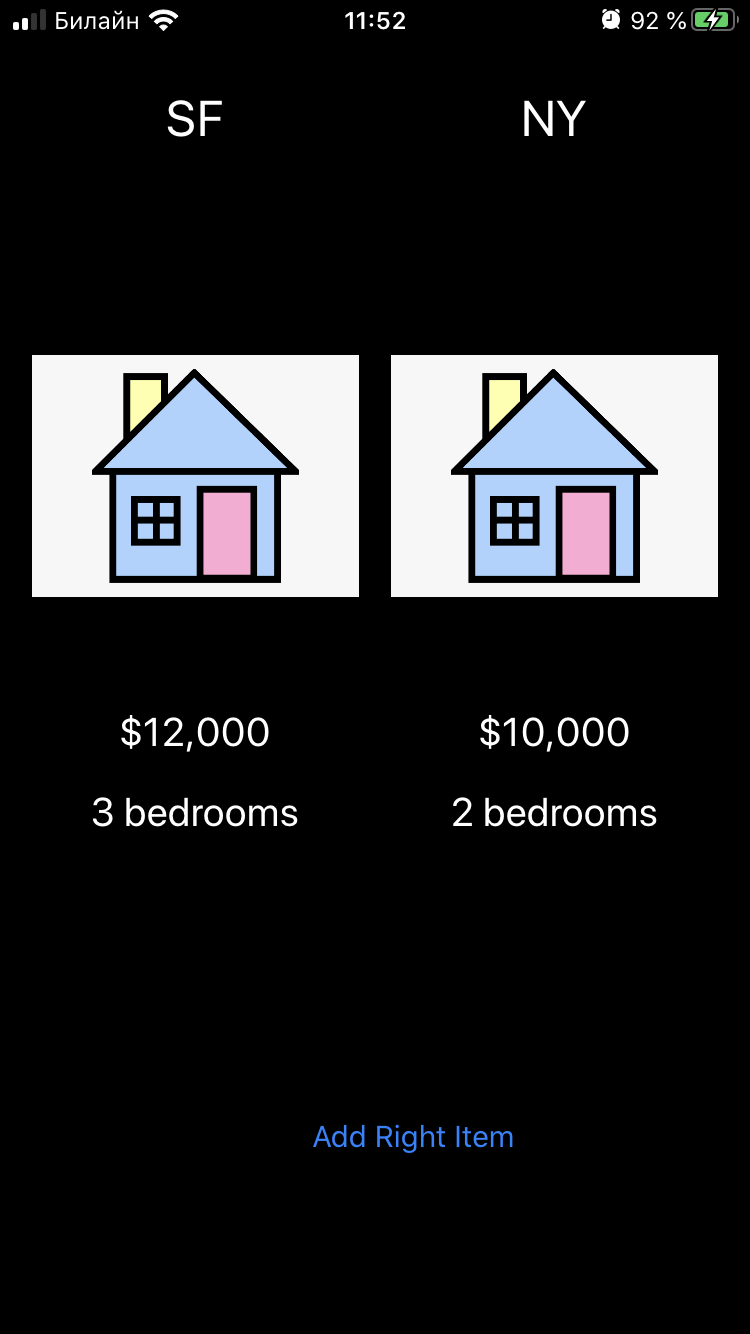 Билайн 11:52 92 %
SF NY
$12,000 $10,000
3 bedrooms 2 bedrooms
Add Right Item